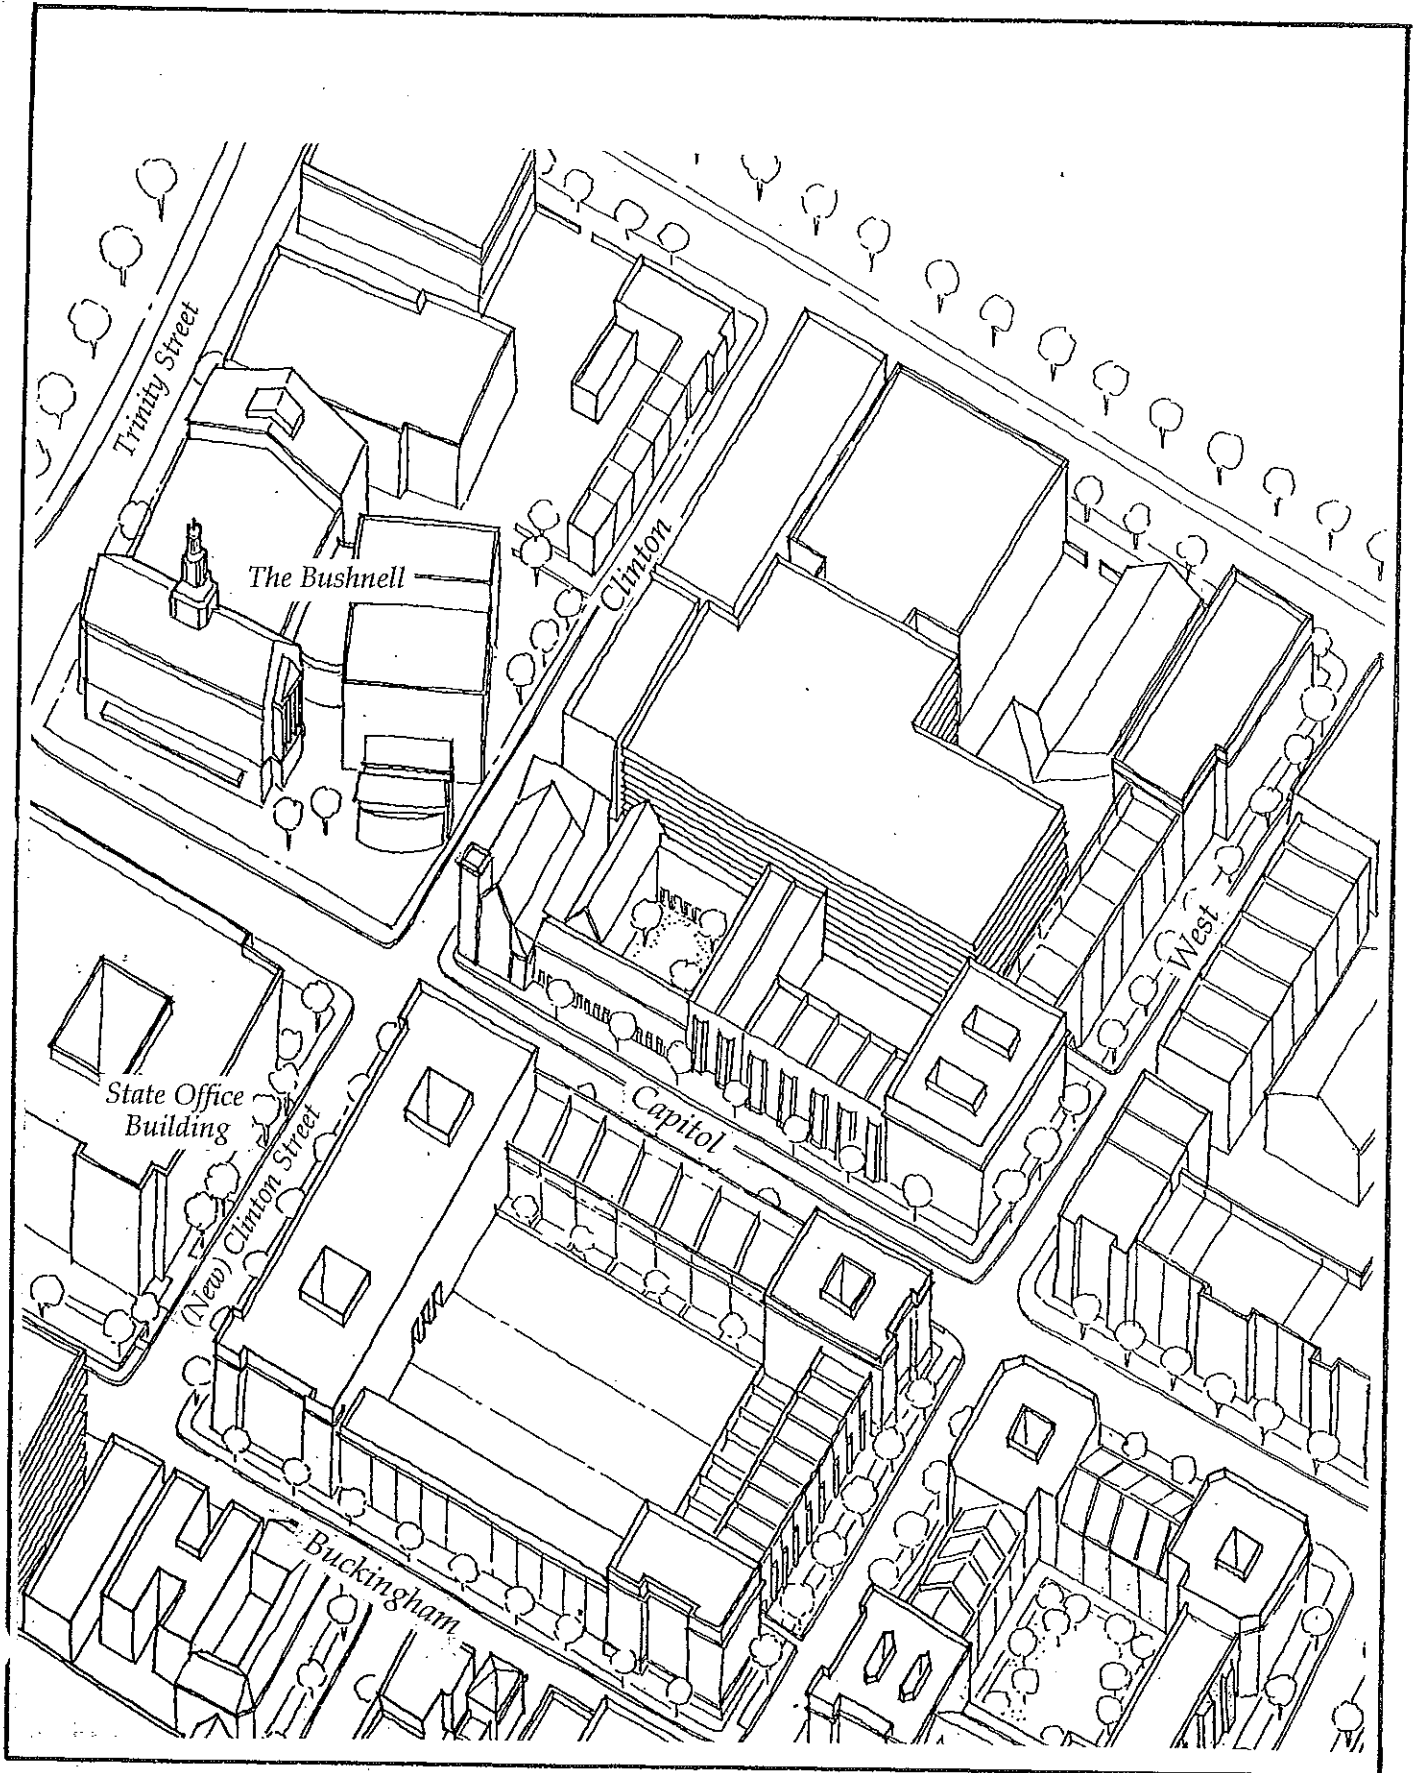 Trinity Street
The Bushnell
Clinton
West
State Office
Building
(New) Clinton Street
Capitol
Buckingham